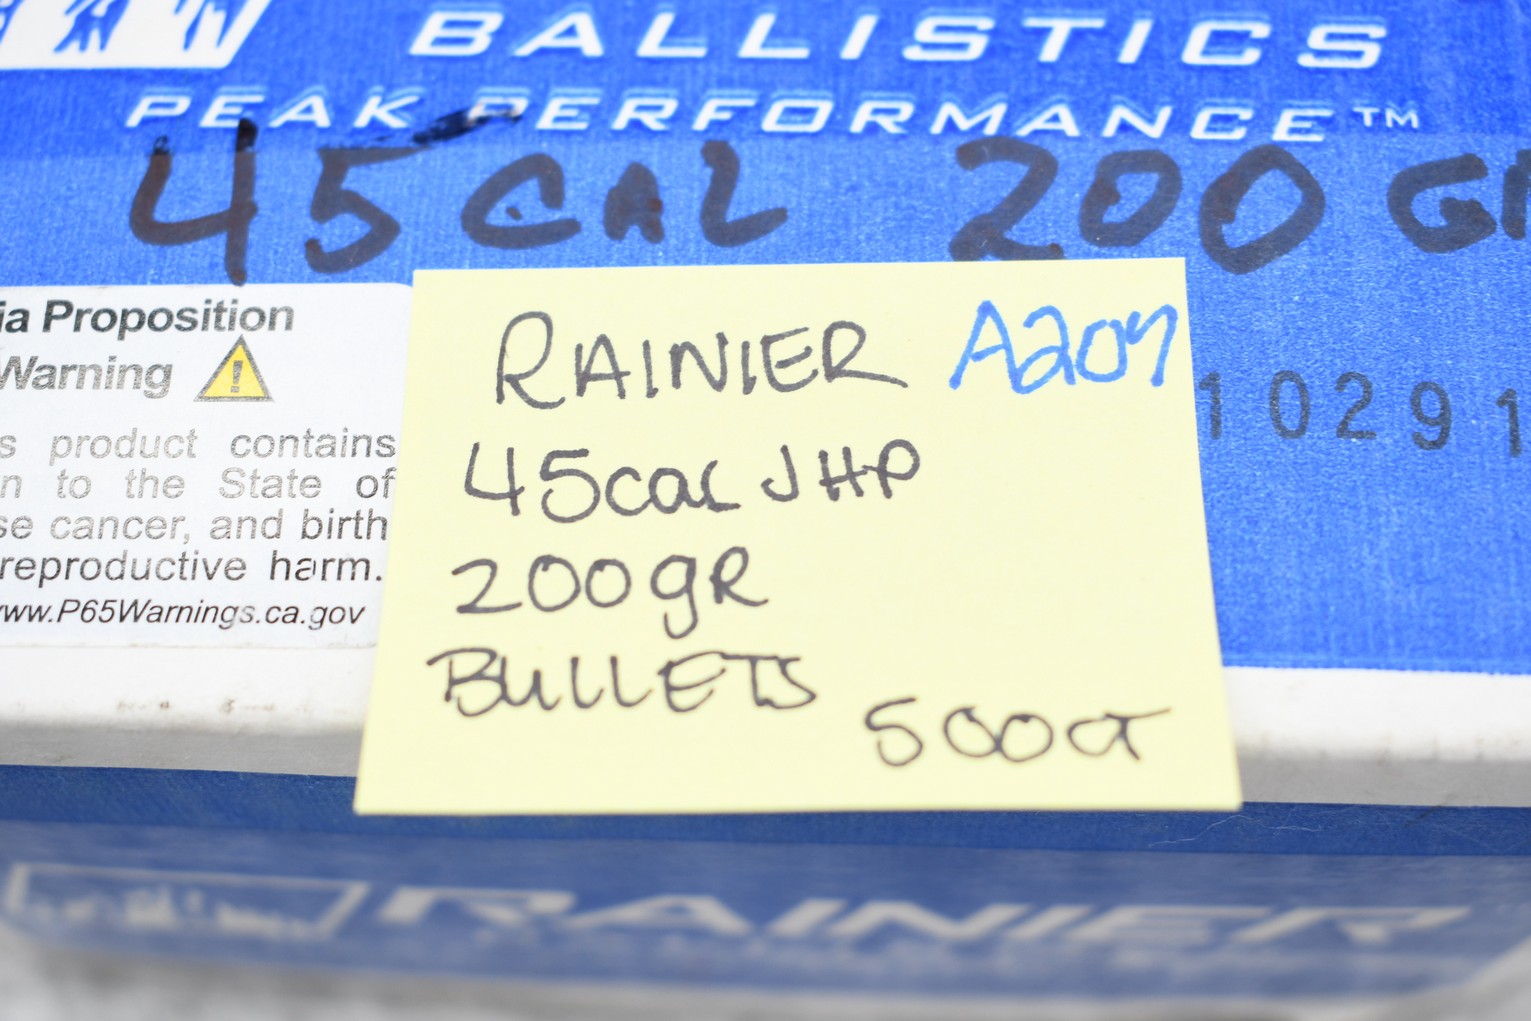 BALLISTICS
PEAK PERFORMANCE™
45 CAL 200 G
ia Proposition
Warning
s product contains
n to the State of
se cancer, and birth
reproductive harm.
www.P65Warnings.ca.gov
RAINIER A207
45cal JHP
200gR
BULLETS
500ct
10291
RAINIER